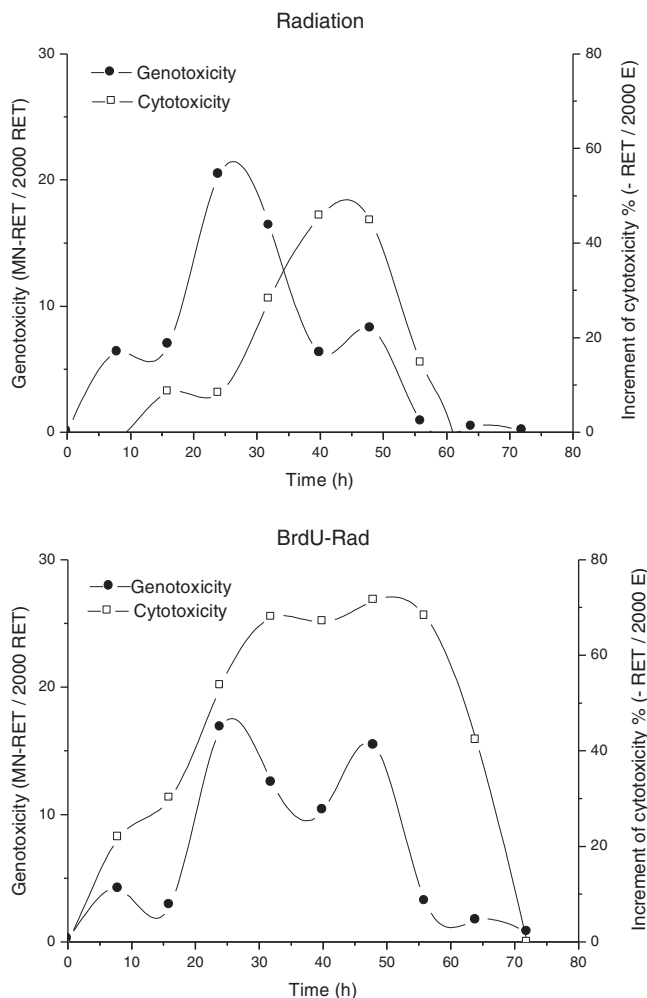 Radiation
Genotoxicity
Cytotoxicity
Genotoxicity (MN-RET / 2000 RET)
Increment of cytotoxicity % (- RET / 2000 E)
30
20
10
0
80
60
40
20
0
0 10 20 30 40 50 60 70 80
Time (h)
BrdU-Rad
Genotoxicity
Cytotoxicity
Genotoxicity (MN-RET / 2000 RET)
Increment of cytotoxicity % (- RET / 2000 E)
30
20
10
0
80
60
40
20
0
0 10 20 30 40 50 60 70 80
Time (h)